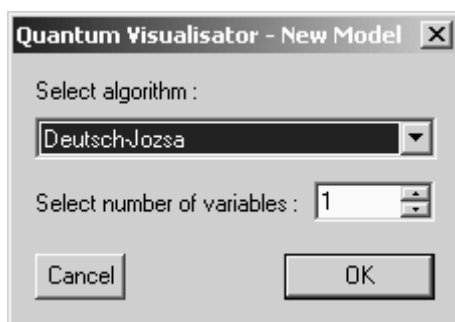 Quantum Visualisator - New Model
Select algorithm :
Deutsch-Jozsa
Select number of variables : 1
Cancel OK